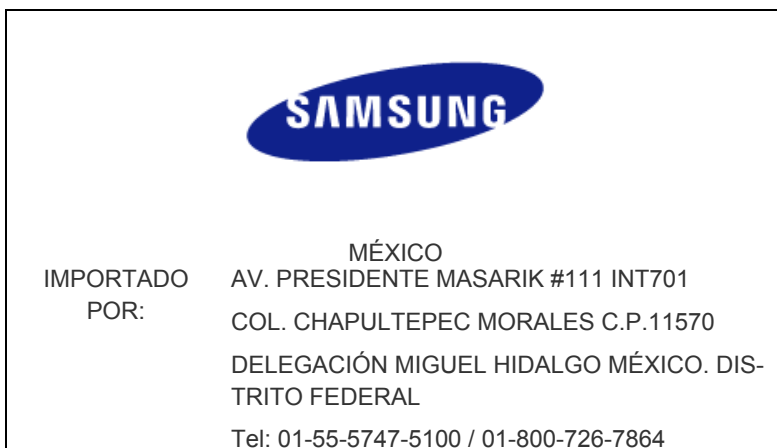 SAMSUNG
MÉXICO
IMPORTADO POR:
AV. PRESIDENTE MASARIK #111 INT701
COL. CHAPULTEPEC MORALES C.P.11570
DELEGACIÓN MIGUEL HIDALGO MÉXICO. DIS-
TRITO FEDERAL
Tel: 01-55-5747-5100 / 01-800-726-7864